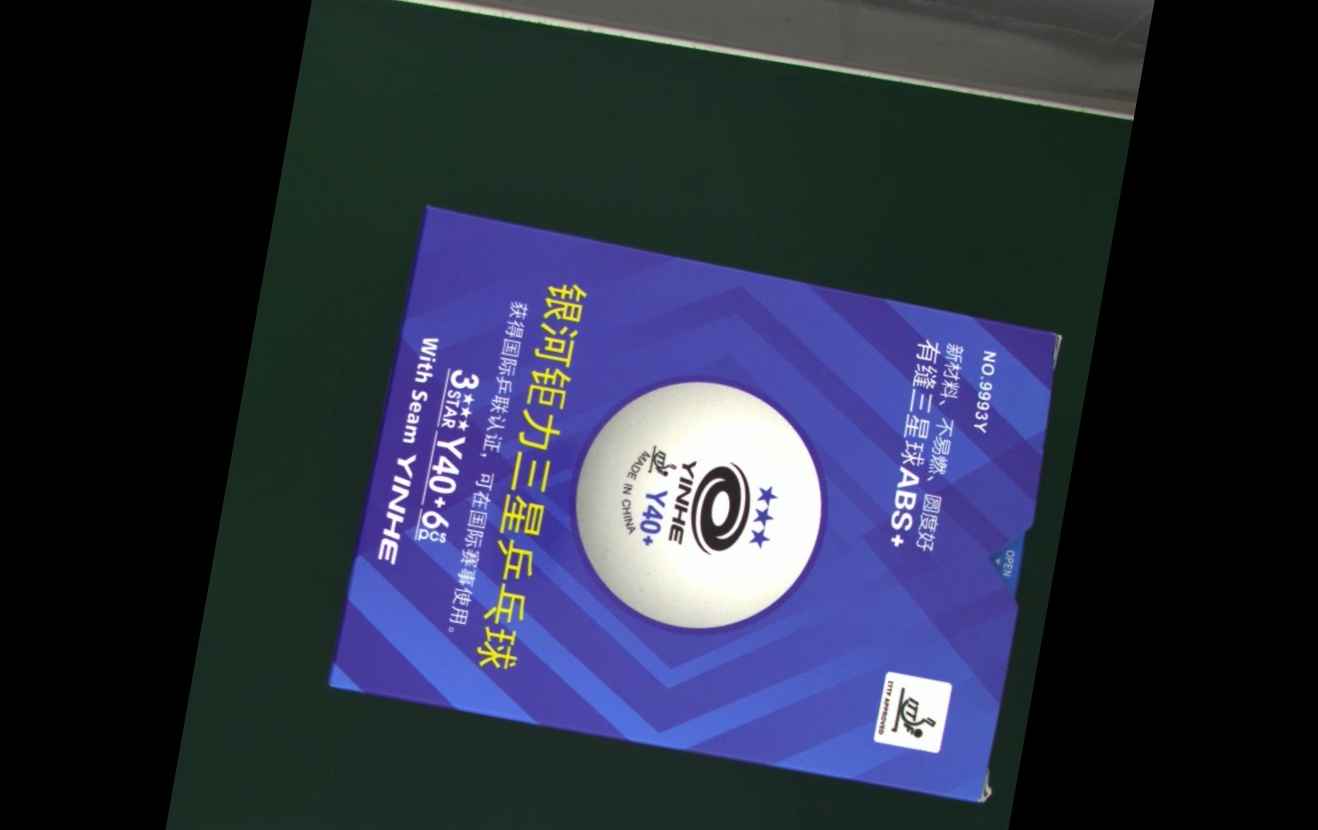 NO.9993Y
新材料、不易燃、圆度好
有缝三星球ABS+
OPEN
ITTF APPROVED
YINHE
Y40+
MADE IN CHINA
银河钜力三星乒乓球
获得国际乒联认证，可在国际赛事使用。
3 STAR Y40+ 6 pcs
With Seam YINHE